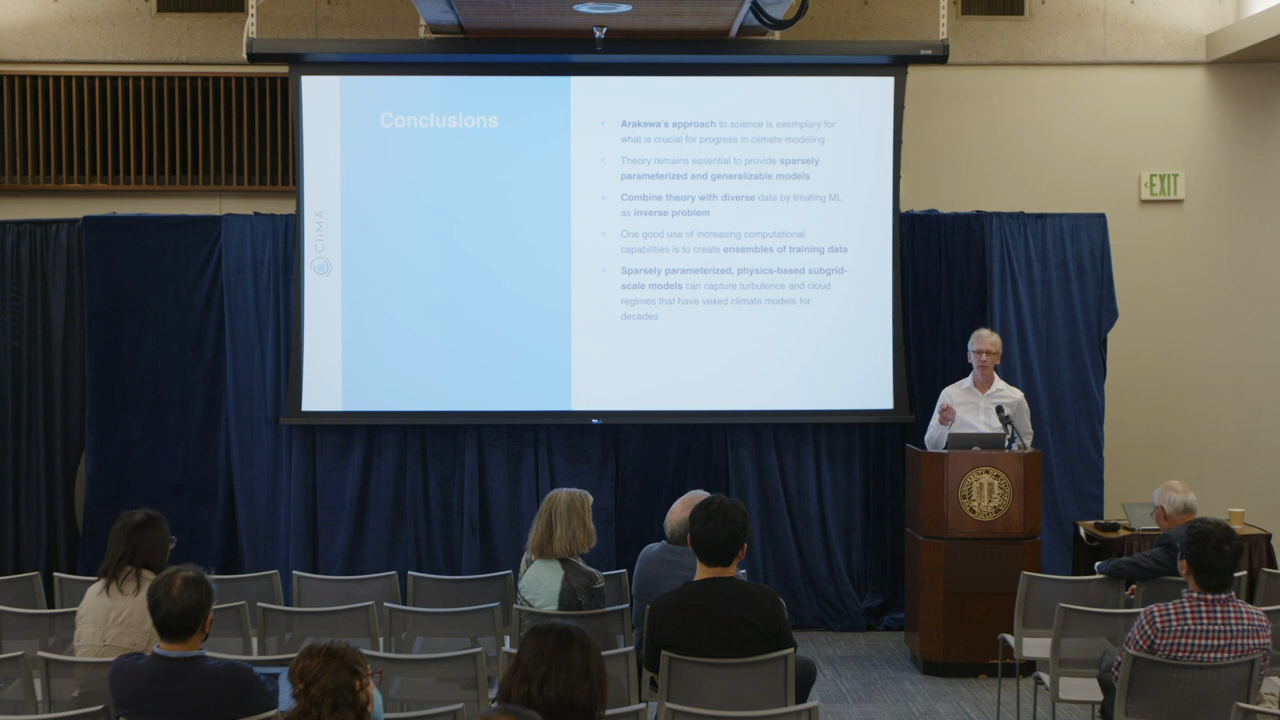 Conclusions
Arakawa's approach to science is exemplary for
what is crucial for progress in climate modeling
Theory remains essential to provide sparsely
parameterized and generalizable models
Combine theory with diverse data by treating ML
as inverse problem
One good use of increasing computational
capabilities is to create ensembles of training data
Sparsely parameterized, physics-based subgrid-
scale models can capture turbulence and cloud
regimes that have vexed climate models for
decades
CliMA
EXIT